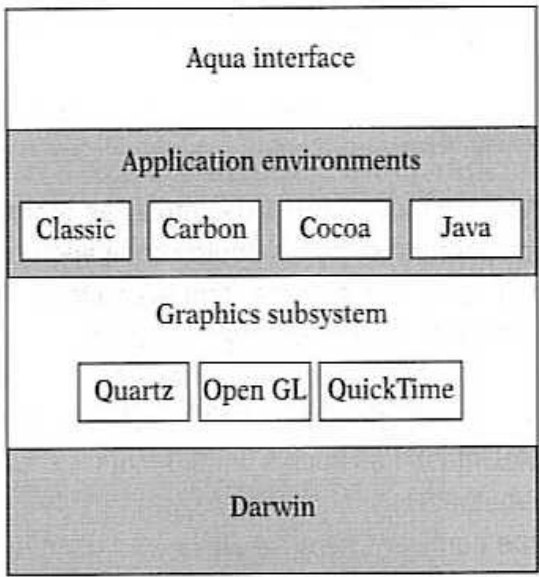 Aqua interface
Application environments
Classic Carbon Cocoa Java
Graphics subsystem
Quartz Open GL QuickTime
Darwin